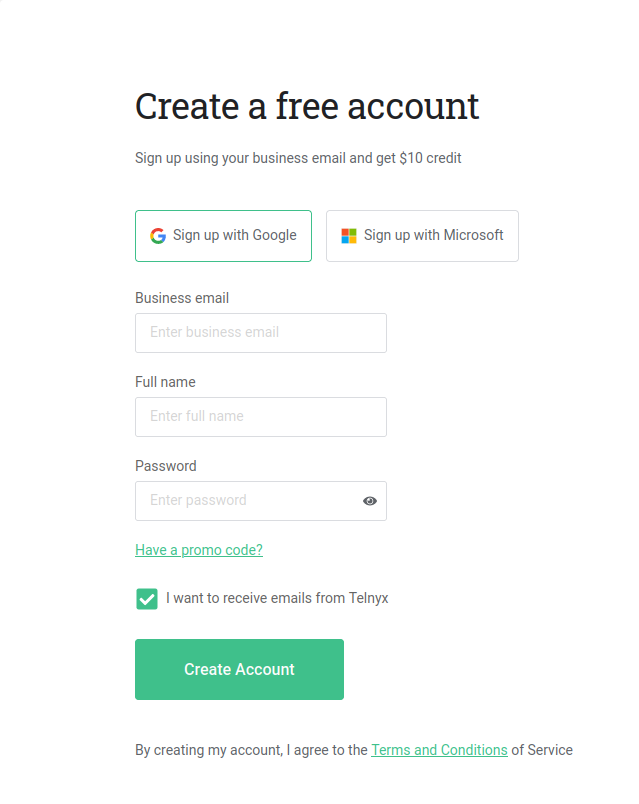 Create a free account
Sign up using your business email and get $10 credit
Sign up with Google
Sign up with Microsoft
Business email
Enter business email
Full name
Enter full name
Password
Enter password
Have a promo code?
I want to receive emails from Telnyx
Create Account
By creating my account, I agree to the Terms and Conditions of Service